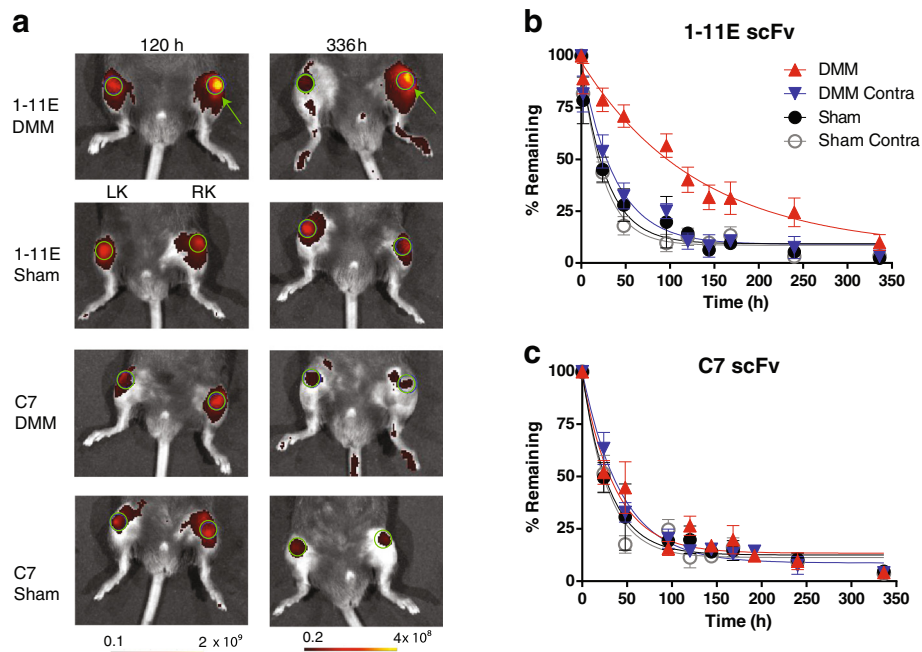 a
120 h 336h
1-11E
DMM
LK RK
1-11E
Sham
C7
DMM
C7
Sham
0.1 2 x 10⁹ 0.2 4x 10⁸
b
1-11E scFv
% Remaining
100
75
50
25
0
0 50 100 150 200 250 300 350
Time (h)
DMM
DMM Contra
Sham
Sham Contra
c
C7 scFv
% Remaining
100
75
50
25
0
0 50 100 150 200 250 300 350
Time (h)